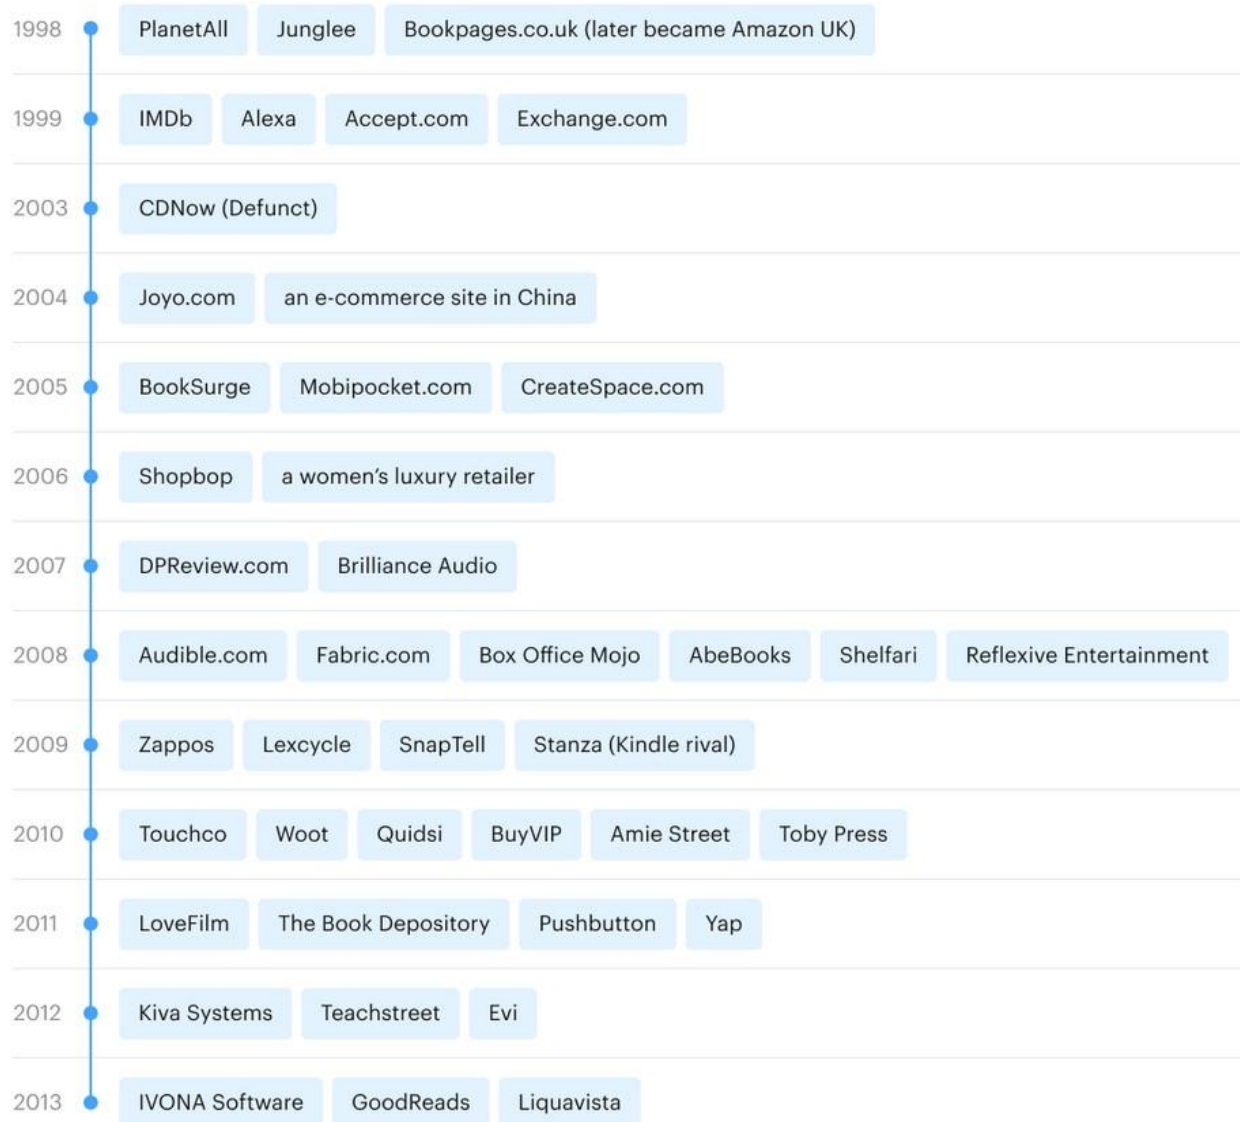 1998 PlanetAll Junglee Bookpages.co.uk (later became Amazon UK)
1999 IMDb Alexa Accept.com Exchange.com
2003 CDNow (Defunct)
2004 Joyo.com an e-commerce site in China
2005 BookSurge Mobipocket.com CreateSpace.com
2006 Shopbop a women’s luxury retailer
2007 DPReview.com Brilliance Audio
2008 Audible.com Fabric.com Box Office Mojo AbeBooks Shelfari Reflexive Entertainment
2009 Zappos Lexcycle SnapTell Stanza (Kindle rival)
2010 Touchco Woot Quidsi BuyVIP Amie Street Toby Press
2011 LoveFilm The Book Depository Pushbutton Yap
2012 Kiva Systems Teachstreet Evi
2013 IVONA Software GoodReads Liquavista